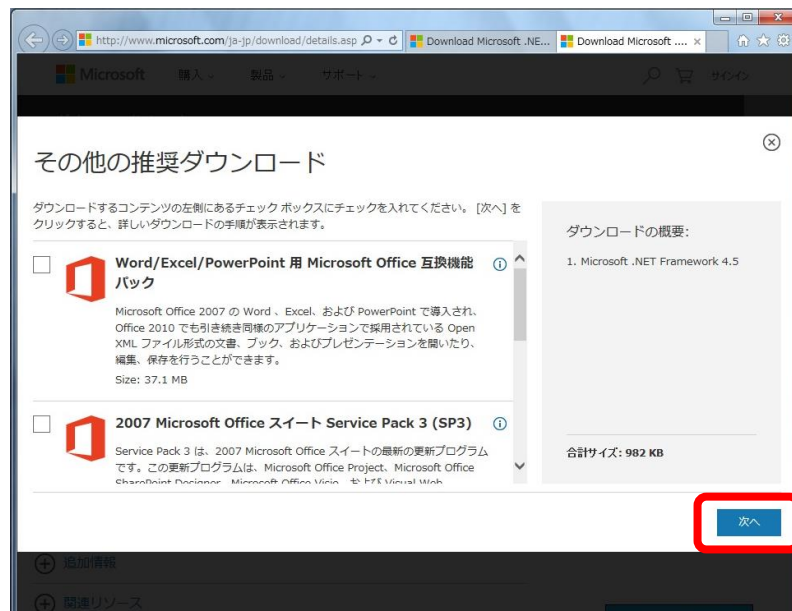 http://www.microsoft.com/ja-jp/download/details.asp
Download Microsoft .NE...
Download Microsoft ....
Microsoft 購入 製品 サポート サインイン
その他の推奨ダウンロード
ダウンロードするコンテンツの左側にあるチェック ボックスにチェックを入れてください。 [次へ] を
クリックすると、詳しいダウンロードの手順が表示されます。
Word/Excel/PowerPoint 用 Microsoft Office 互換機能
パック
Microsoft Office 2007 の Word 、Excel、および PowerPoint で導入され、
Office 2010 でも引き続き同様のアプリケーションで採用されている Open
XML ファイル形式の文書、ブック、およびプレゼンテーションを開いたり、
編集、保存を行うことができます。
Size: 37.1 MB
2007 Microsoft Office スイート Service Pack 3 (SP3)
Service Pack 3 は、2007 Microsoft Office スイートの最新の更新プログラム
です。この更新プログラムは、Microsoft Office Project、Microsoft Office
SharePoint Designer、Microsoft Office Visio、および Visual Web
ダウンロードの概要:
1. Microsoft .NET Framework 4.5
合計サイズ: 982 KB
次へ
追加情報
関連リソース